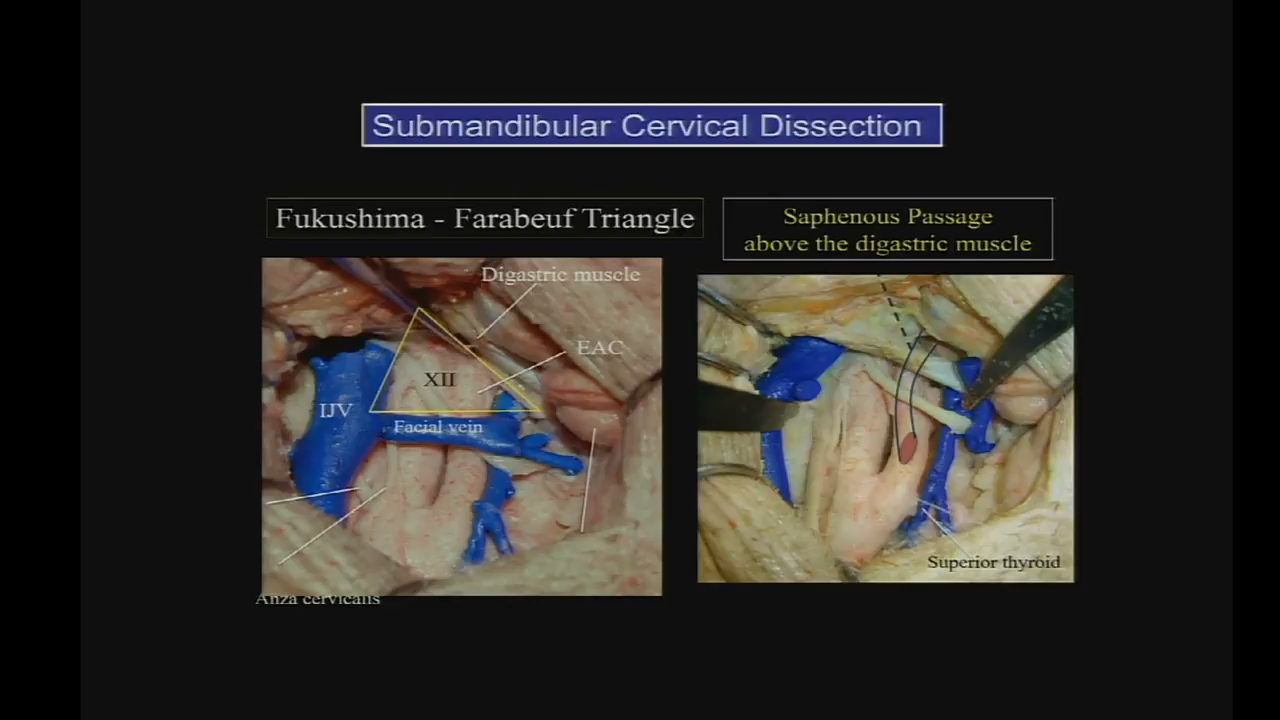 Submandibular Cervical Dissection
Fukushima - Farabeuf Triangle
Saphenous Passage
above the digastric muscle
Digastric muscle
EAC
XII
IJV
Facial vein
Superior thyroid
Anza cervicalis